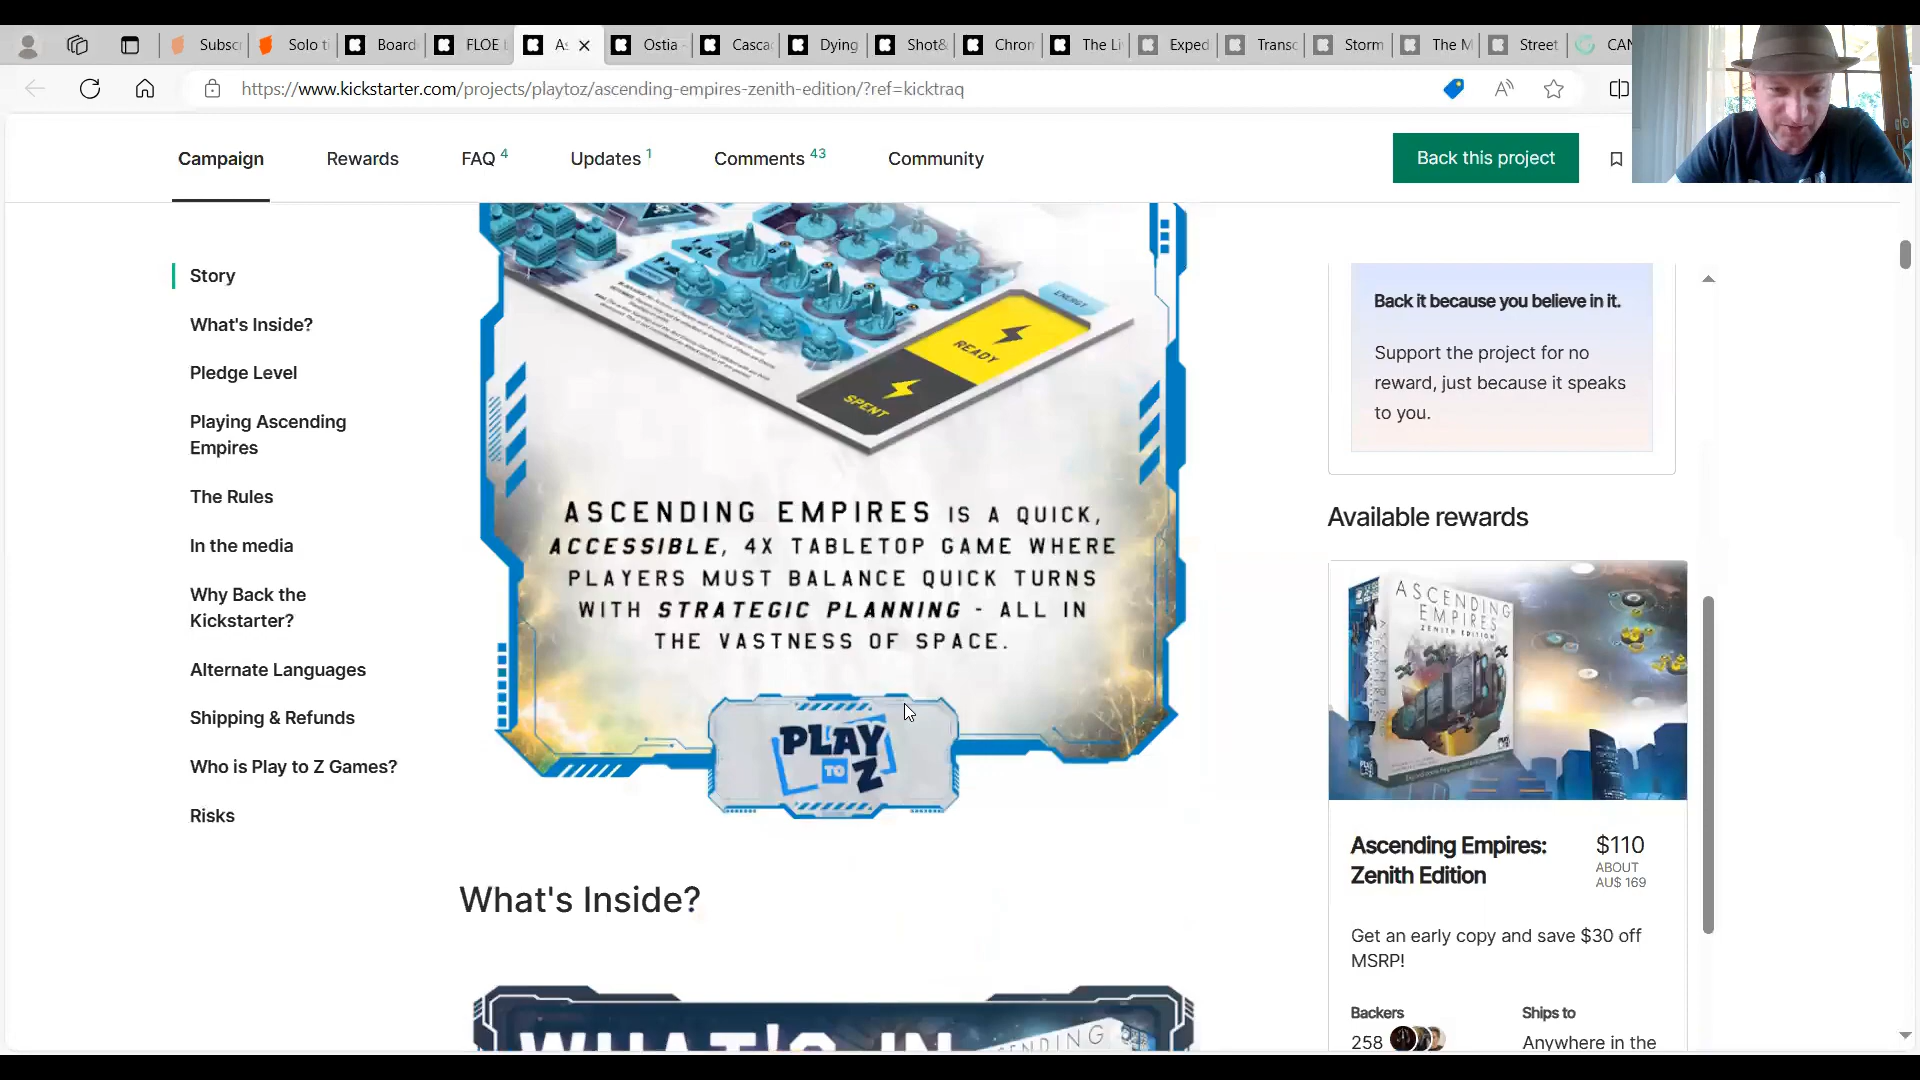 Subscr
Solo ti
Board
FLOE
As
Ostia
Casca
Dying
Shot&
Chron
The Li
Exped
Transc
Storm
The M
Street
CAN
https://www.kickstarter.com/projects/playtoz/ascending-empires-zenith-edition/?ref=kicktraq
Campaign
Rewards
FAQ 4
Updates 1
Comments 43
Community
Back this project
Story
What's Inside?
Pledge Level
Playing Ascending
Empires
The Rules
In the media
Why Back the
Kickstarter?
Alternate Languages
Shipping & Refunds
Who is Play to Z Games?
Risks
ENERGY
READY
SPENT
ASCENDING EMPIRES IS A QUICK,
ACCESSIBLE, 4X TABLETOP GAME WHERE
PLAYERS MUST BALANCE QUICK TURNS
WITH STRATEGIC PLANNING - ALL IN
THE VASTNESS OF SPACE.
PLAY
TO Z
What's Inside?
WHAT'S IN
ENDING
Back it because you believe in it.
Support the project for no
reward, just because it speaks
to you.
Available rewards
ASCENDING
EMPIRES
ZENITH EDITION
Ascending Empires:
Zenith Edition
$110
ABOUT
AU$ 169
Get an early copy and save $30 off
MSRP!
Backers
258
Ships to
Anywhere in the